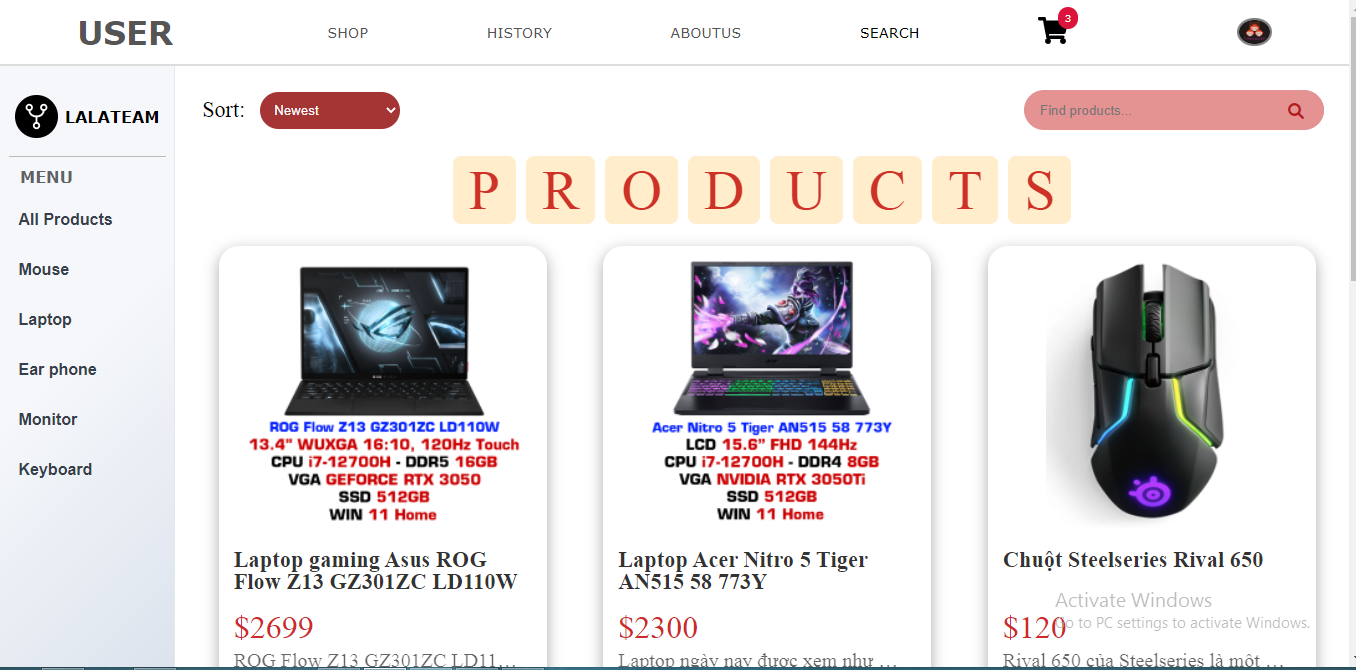 USER
SHOP
HISTORY
ABOUTUS
SEARCH
3
LALATEAM
MENU
All Products
Mouse
Laptop
Ear phone
Monitor
Keyboard
Sort:
Newest
Find products...
P R O D U C T S
ROG Flow Z13 GZ301ZC LD110W
13.4" WUXGA 16:10, 120Hz Touch
CPU i7-12700H - DDR5 16GB
VGA GEFORCE RTX 3050
SSD 512GB
WIN 11 Home
Laptop gaming Asus ROG
Flow Z13 GZ301ZC LD110W
$2699
ROG Flow Z13 GZ301ZC LD11…
Acer Nitro 5 Tiger AN515 58 773Y
LCD 15.6” FHD 144Hz
CPU i7-12700H - DDR4 8GB
VGA NVIDIA RTX 3050Ti
SSD 512GB
WIN 11 Home
Laptop Acer Nitro 5 Tiger
AN515 58 773Y
$2300
Laptop ngày nay được xem như …
Chuột Steelseries Rival 650
$120
Rival 650 của Steelseries là một …
Activate Windows
Go to PC settings to activate Windows.